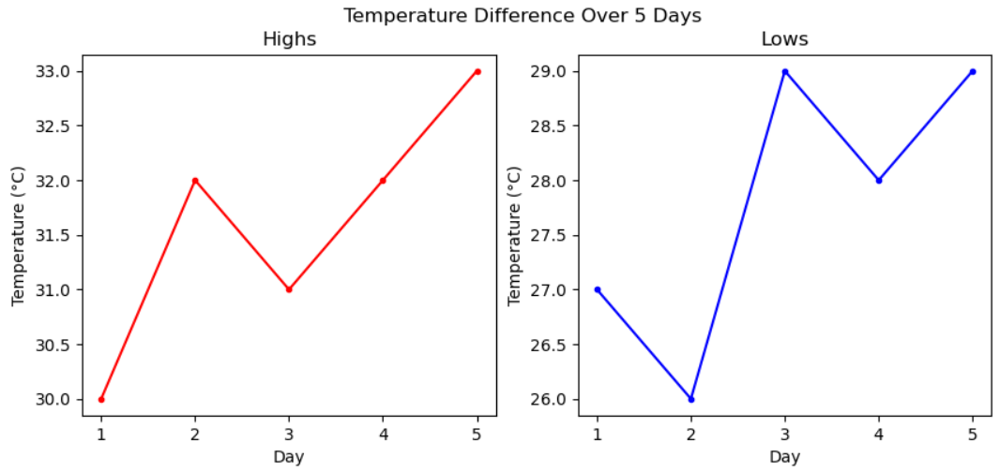 Temperature Difference Over 5 Days
Highs
Temperature (°C)
33.0
32.5
32.0
31.5
31.0
30.5
30.0
1 2 3 4 5
Day
Lows
Temperature (°C)
29.0
28.5
28.0
27.5
27.0
26.5
26.0
1 2 3 4 5
Day